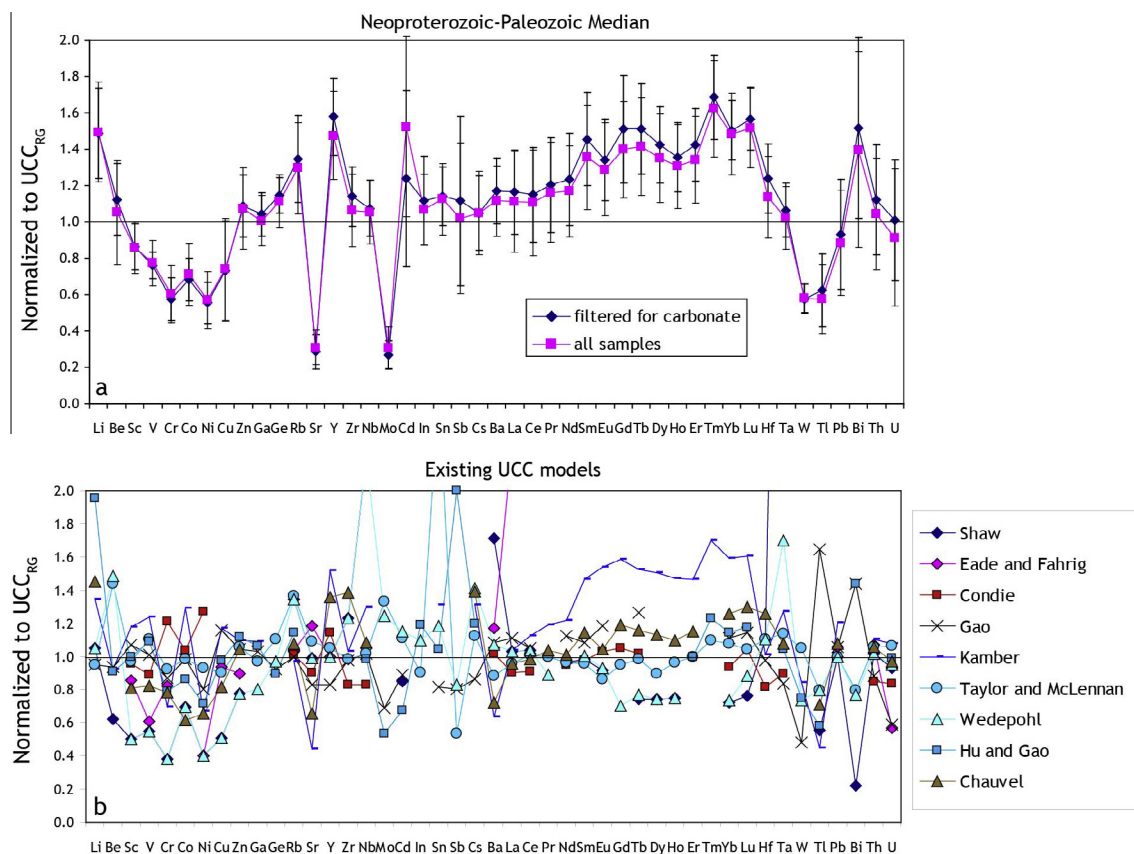 Neoproterozoic-Paleozoic Median
Normalized to UCC_RG
2.0
1.8
1.6
1.4
1.2
1.0
0.8
0.6
0.4
0.2
0.0
filtered for carbonate
all samples
a
Li Be Sc V Cr Co Ni Cu Zn Ga Ge Rb Sr Y Zr Nb Mo Cd In Sn Sb Cs Ba La Ce Pr Nd Sm Eu Gd Tb Dy Ho Er Tm Yb Lu Hf Ta W Tl Pb Bi Th U
Existing UCC models
Normalized to UCC_RG
2.0
1.8
1.6
1.4
1.2
1.0
0.8
0.6
0.4
0.2
0.0
b
Li Be Sc V Cr Co Ni Cu Zn Ga Ge Rb Sr Y Zr Nb Mo Cd In Sn Sb Cs Ba La Ce Pr Nd Sm Eu Gd Tb Dy Ho Er Tm Yb Lu Hf Ta W Tl Pb Bi Th U
Shaw
Eade and Fahrig
Condie
Gao
Kamber
Taylor and McLennan
Wedepohl
Hu and Gao
Chauvel